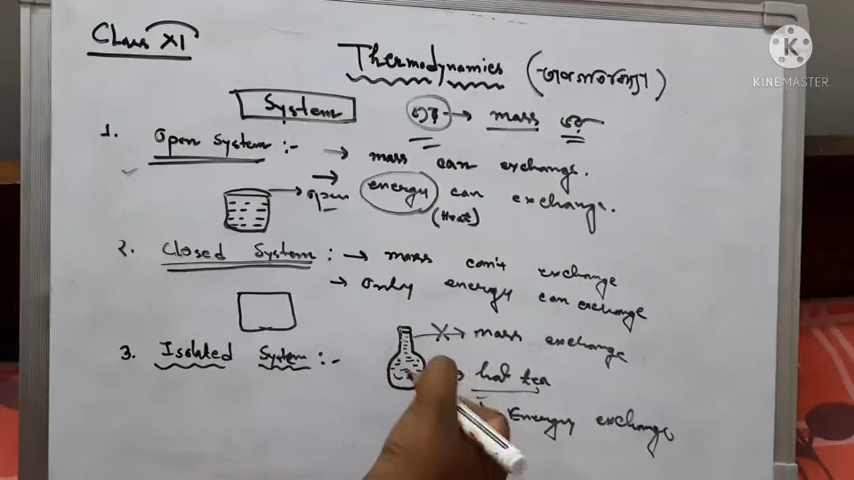 Class XI
Thermodynamics (তাপগতিবিদ্যা)
KINEMASTER
System
→ mass
1. Open System :- → mass can exchange.
→ open
energy can exchange.
(Heat)
2. Closed System : → mass can't exchange
→ Only energy can exchange
3. Isolated System :-
mass exchange
hot tea
Energy exchange